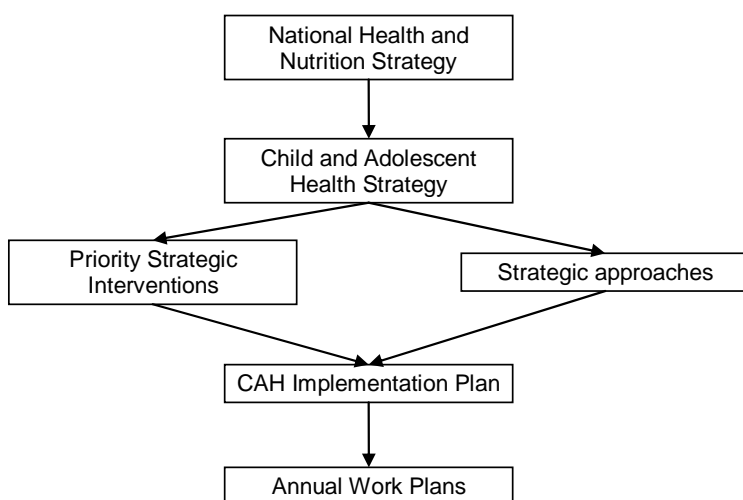 National Health and
Nutrition Strategy
Child and Adolescent
Health Strategy
Priority Strategic
Interventions
Strategic approaches
CAH Implementation Plan
Annual Work Plans